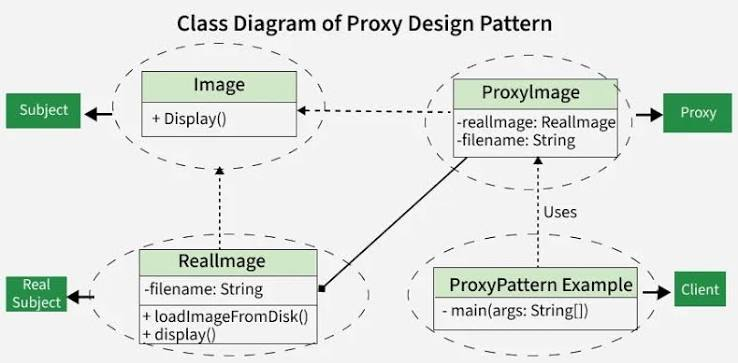 Class Diagram of Proxy Design Pattern
Image
+ Display()
Subject
ProxyImage
-realImage: RealImage
-filename: String
Proxy
Uses
RealImage
-filename: String
+ loadImageFromDisk()
+ display()
Real
Subject
ProxyPattern Example
- main(args: String[])
Client